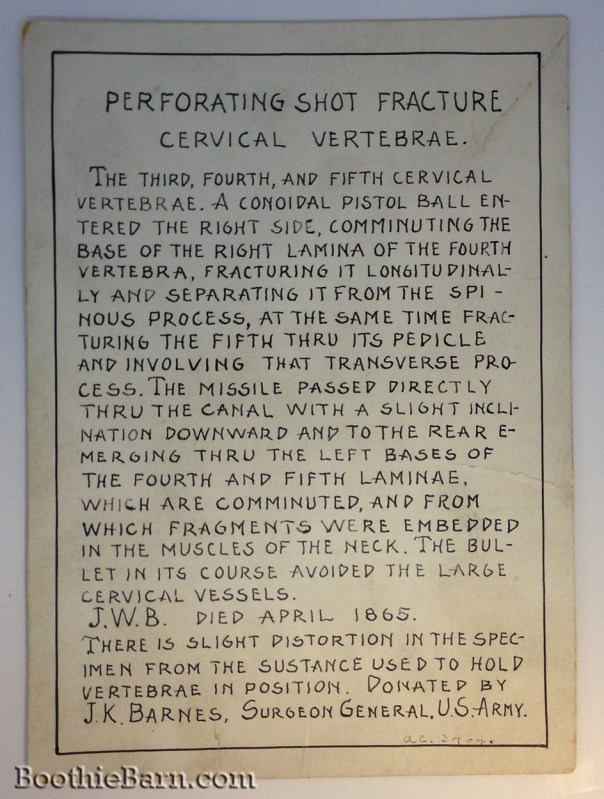 PERFORATING SHOT FRACTURE
CERVICAL VERTEBRAE.
THE THIRD, FOURTH, AND FIFTH CERVICAL
VERTEBRAE. A CONOIDAL PISTOL BALL EN-
TERED THE RIGHT SIDE, COMMINUTING THE
BASE OF THE RIGHT LAMINA OF THE FOURTH
VERTEBRA, FRACTURING IT LONGITUDINAL-
LY AND SEPARATING IT FROM THE SPI-
NOUS PROCESS, AT THE SAME TIME FRAC-
TURING THE FIFTH THRU ITS PEDICLE
AND INVOLVING THAT TRANSVERSE PRO-
CESS. THE MISSILE PASSED DIRECTLY
THRU THE CANAL WITH A SLIGHT INCLI-
NATION DOWNWARD AND TO THE REAR E-
MERGING THRU THE LEFT BASES OF
THE FOURTH AND FIFTH LAMINAE,
WHICH ARE COMMINUTED, AND FROM
WHICH FRAGMENTS WERE EMBEDDED
IN THE MUSCLES OF THE NECK. THE BUL-
LET IN ITS COURSE AVOIDED THE LARGE
CERVICAL VESSELS.
J.W.B. DIED APRIL 1865.
THERE IS SLIGHT DISTORTION IN THE SPEC-
IMEN FROM THE SUSTANCE USED TO HOLD
VERTEBRAE IN POSITION. DONATED BY
J.K. BARNES, SURGEON GENERAL, U.S. ARMY.
BoothieBarn.com